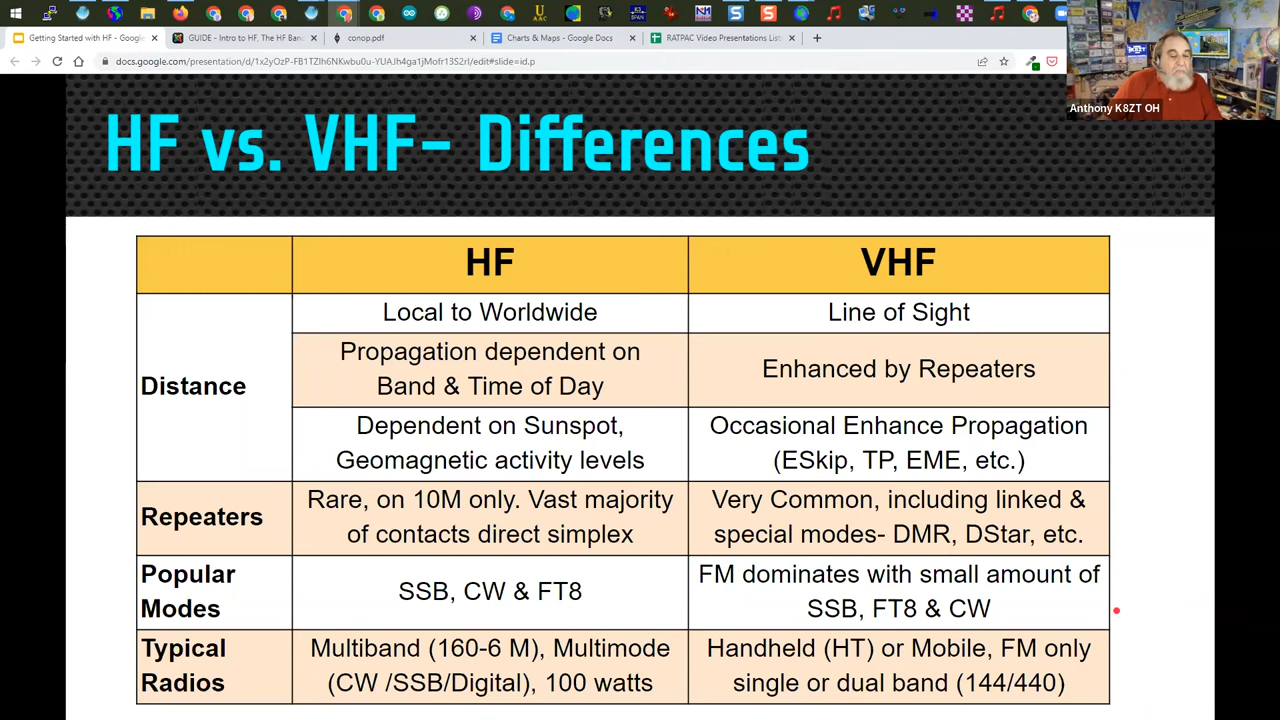 Getting Started with HF - Google
GUIDE - Intro to HF, The HF Ban
conop.pdf
Charts & Maps - Google Docs
RATPAC Video Presentations List
docs.google.com/presentation/d/
Anthony K8ZT OH
HF vs. VHF– Differences
HF
VHF
Distance
Local to Worldwide
Line of Sight
Propagation dependent on
Band & Time of Day
Enhanced by Repeaters
Dependent on Sunspot,
Geomagnetic activity levels
Occasional Enhance Propagation
(ESkip, TP, EME, etc.)
Repeaters
Rare, on 10M only. Vast majority
of contacts direct simplex
Very Common, including linked &
special modes- DMR, DStar, etc.
Popular
Modes
SSB, CW & FT8
FM dominates with small amount of
SSB, FT8 & CW
Typical
Radios
Multiband (160-6 M), Multimode
(CW /SSB/Digital), 100 watts
Handheld (HT) or Mobile, FM only
single or dual band (144/440)